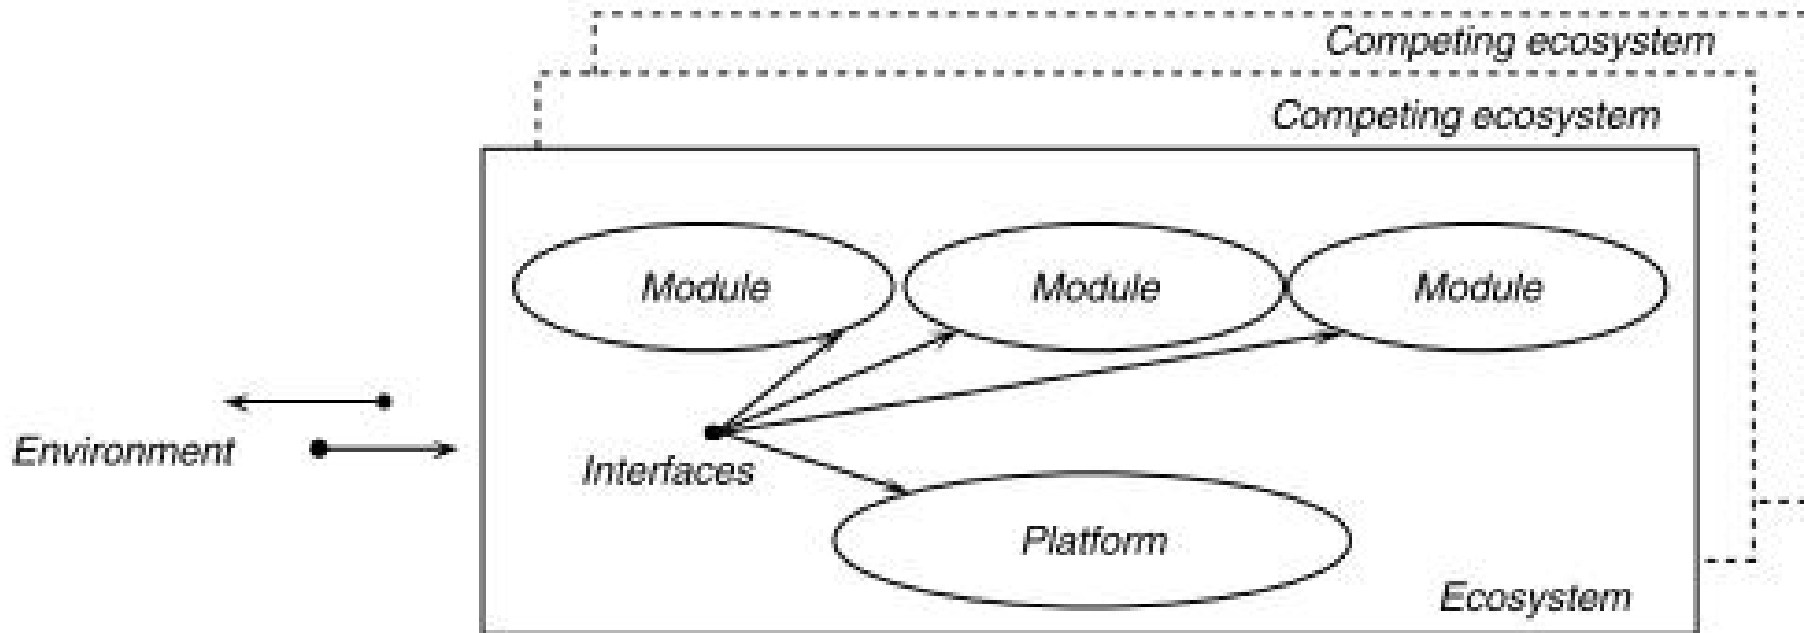 Competing ecosystem
Competing ecosystem
Module
Module
Module
Environment
Interfaces
Platform
Ecosystem